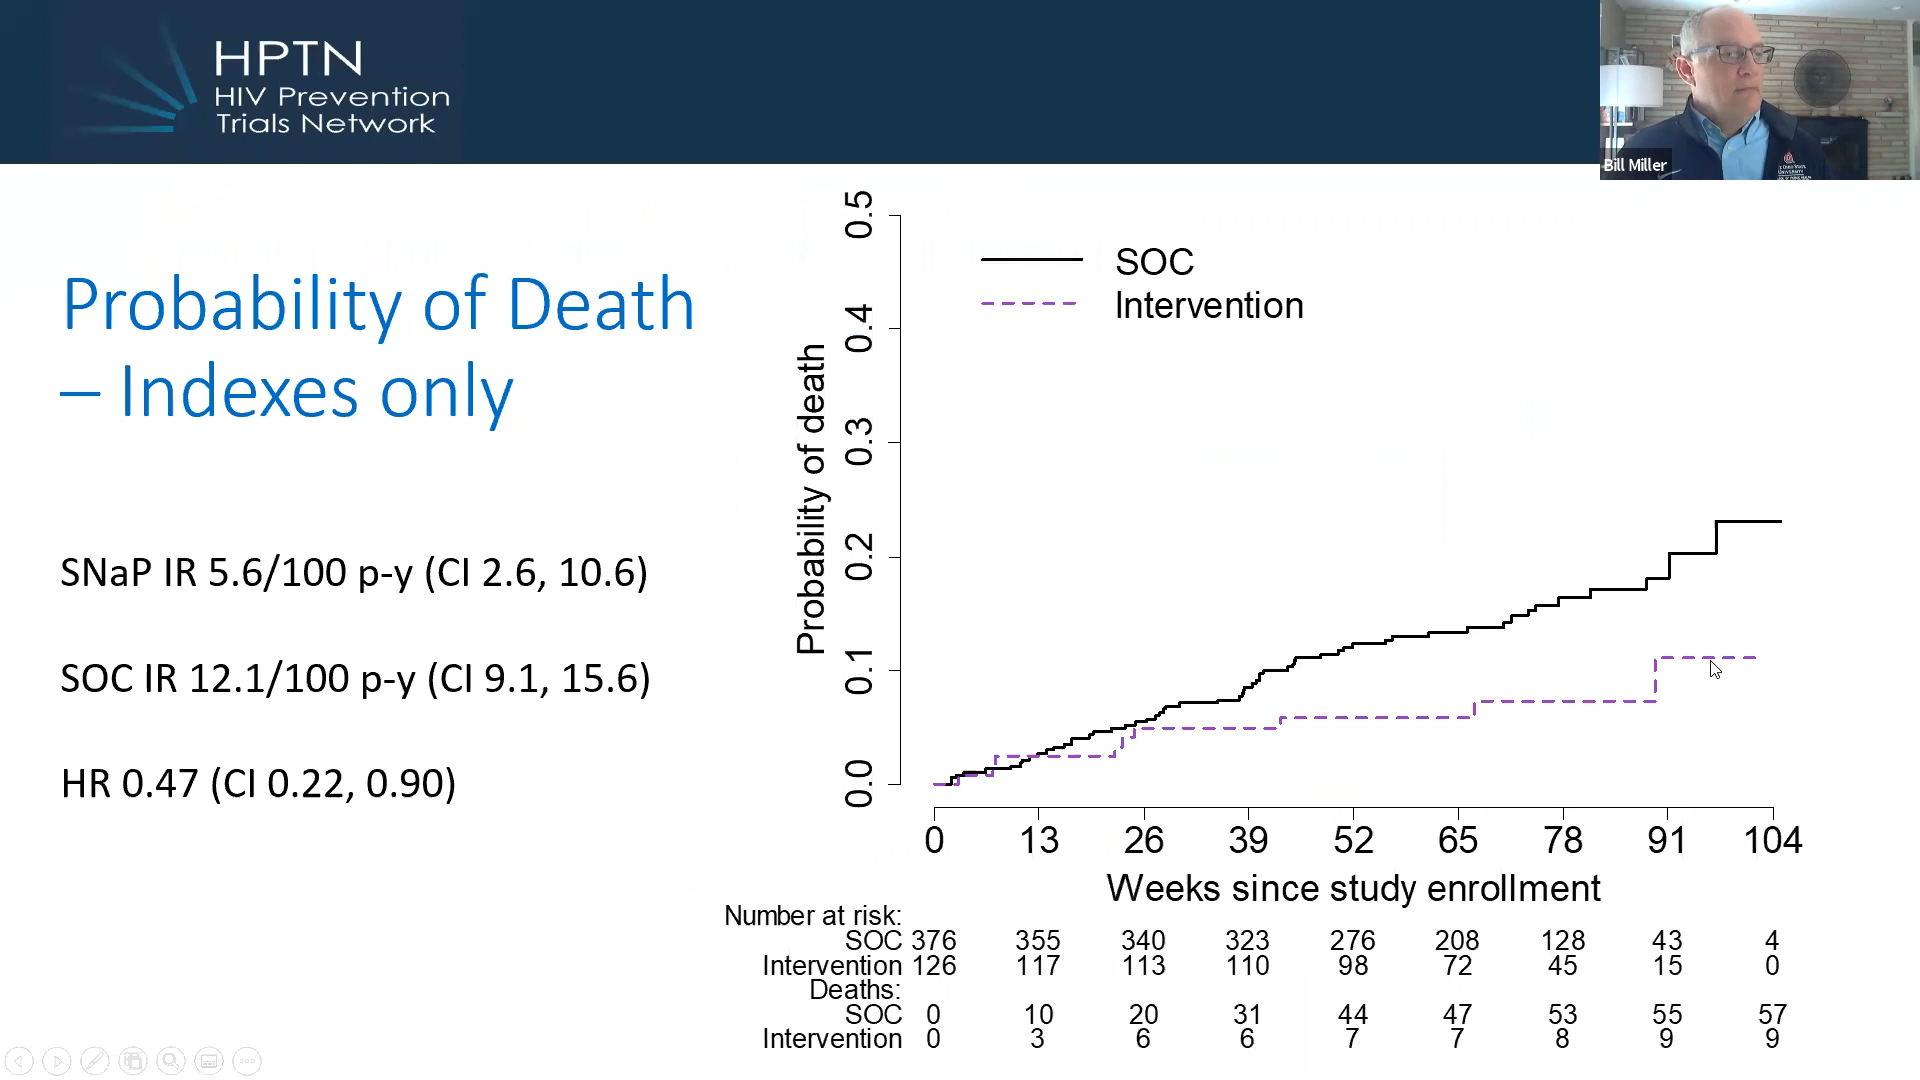 HPTN
HIV Prevention
Trials Network
Bill Miller
Probability of Death
– Indexes only
SNaP IR 5.6/100 p-y (CI 2.6, 10.6)
SOC IR 12.1/100 p-y (CI 9.1, 15.6)
HR 0.47 (CI 0.22, 0.90)
SOC
Intervention
Probability of death
0.5
0.4
0.3
0.2
0.1
0.0
0 13 26 39 52 65 78 91 104
Weeks since study enrollment
Number at risk:
SOC 376 355 340 323 276 208 128 43 4
Intervention 126 117 113 110 98 72 45 15 0
Deaths:
SOC 0 10 20 31 44 47 53 55 57
Intervention 0 3 6 6 7 7 8 9 9